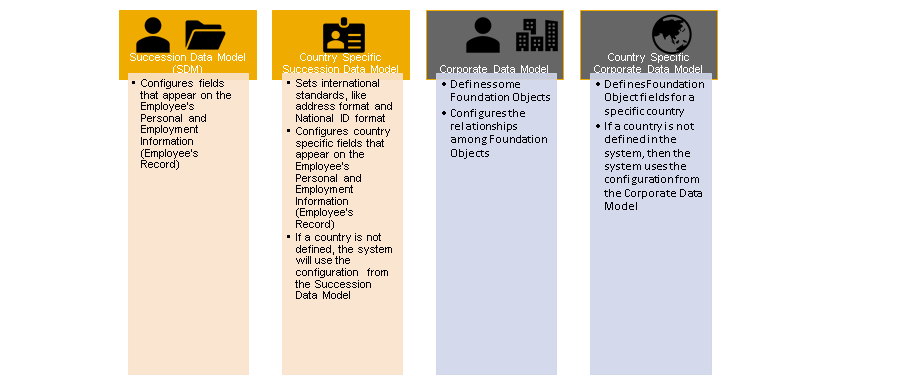 Succession Data Model
(SDM)
• Configures fields
that appear on the
Employee's
Personal and
Employment
Information
(Employee's
Record)
Country Specific
Succession Data Model
• Sets international
standards, like
address format and
National ID format
• Configures country
specific fields that
appear on the
Employee's
Personal and
Employment
Information
(Employee's
Record)
• If a country is not
defined, the system
will use the
configuration from
the Succession
Data Model
Corporate Data Model
• Defines some
Foundation Objects
• Configures the
relationships
among Foundation
Objects
Country Specific
Corporate Data Model
• Defines Foundation
Object fields for a
specific country
• If a country is not
defined in the
system, then the
system uses the
configuration from
the Corporate Data
Model